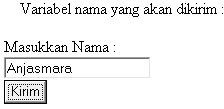 Variabel nama yang akan dikirim :
Masukkan Nama :
Anjasmara
Kirim